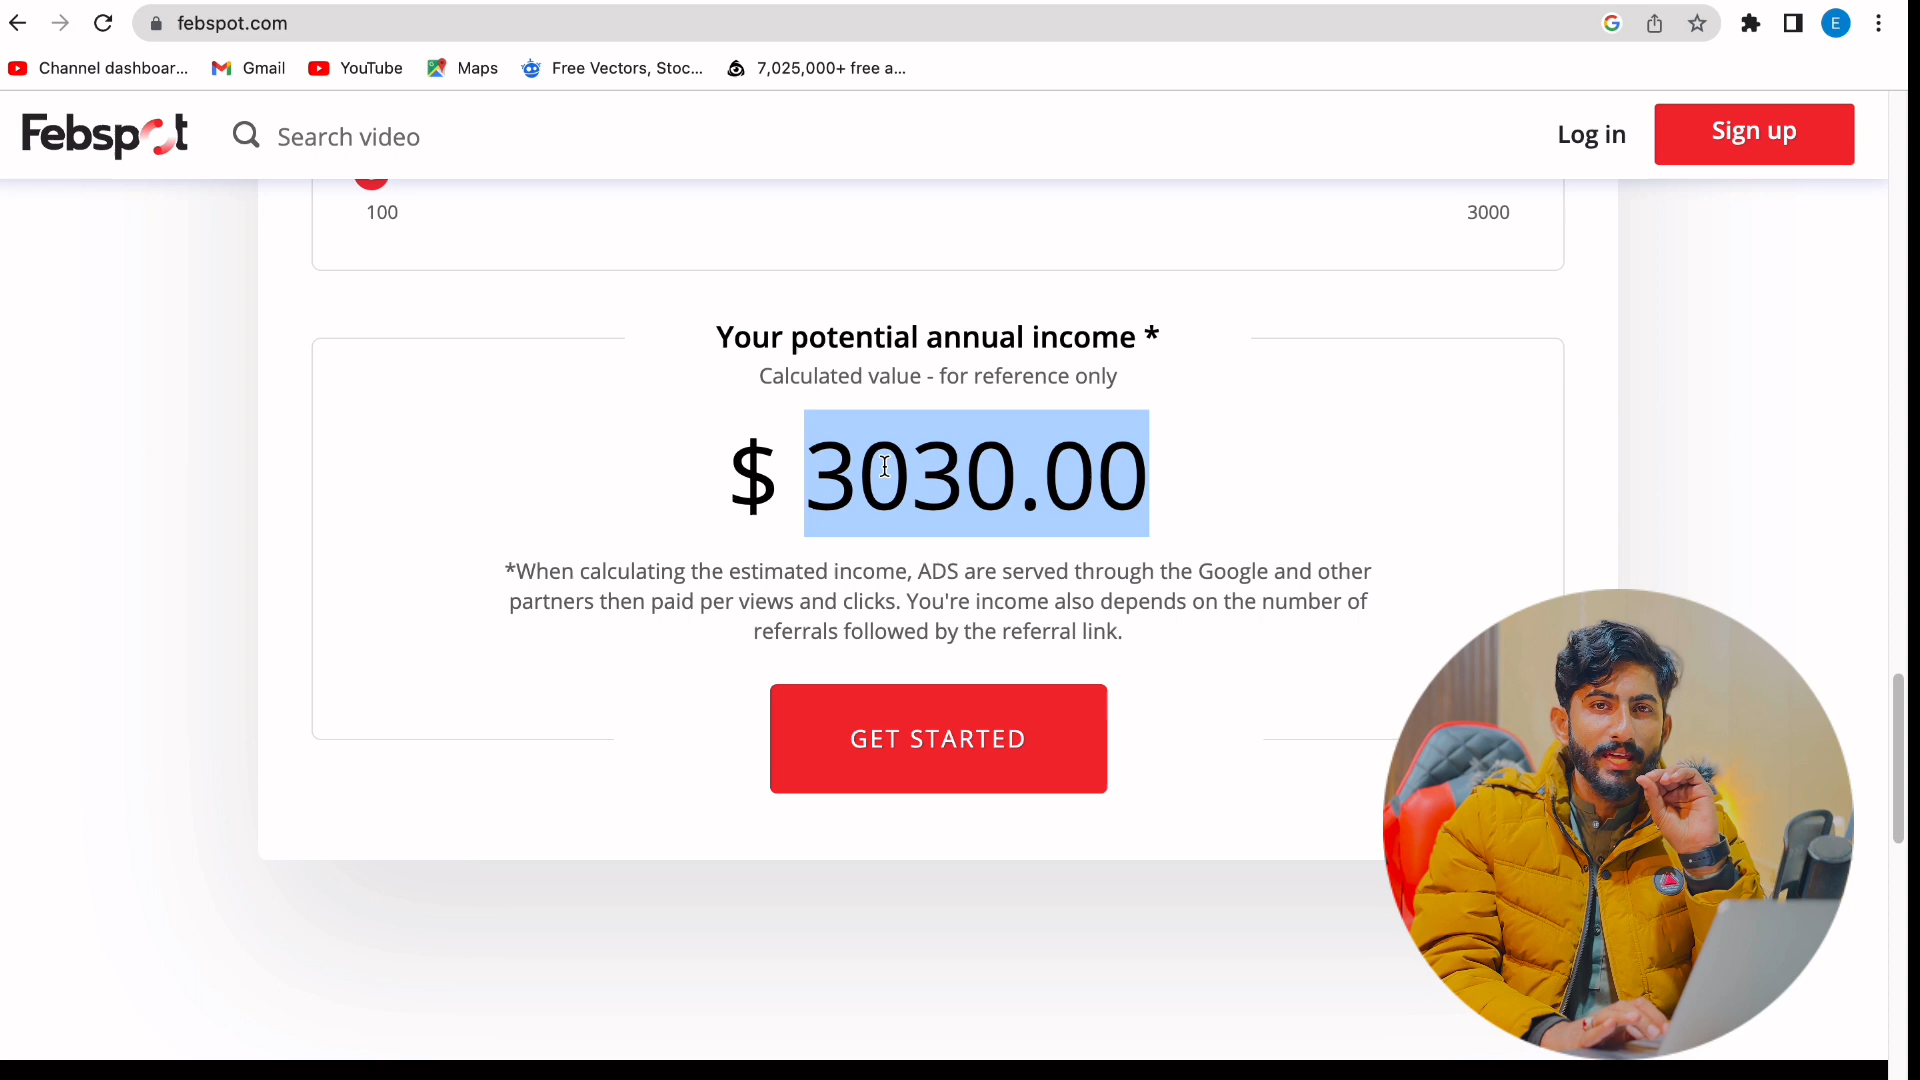 febspot.com
E
Channel dashboar...
Gmail
YouTube
Maps
Free Vectors, Stoc...
7,025,000+ free a...
Febspot
Search video
Log in
Sign up
100
3000
Your potential annual income *
Calculated value - for reference only
$ 3030.00
*When calculating the estimated income, ADS are served through the Google and other
partners then paid per views and clicks. You're income also depends on the number of
referrals followed by the referral link.
GET STARTED